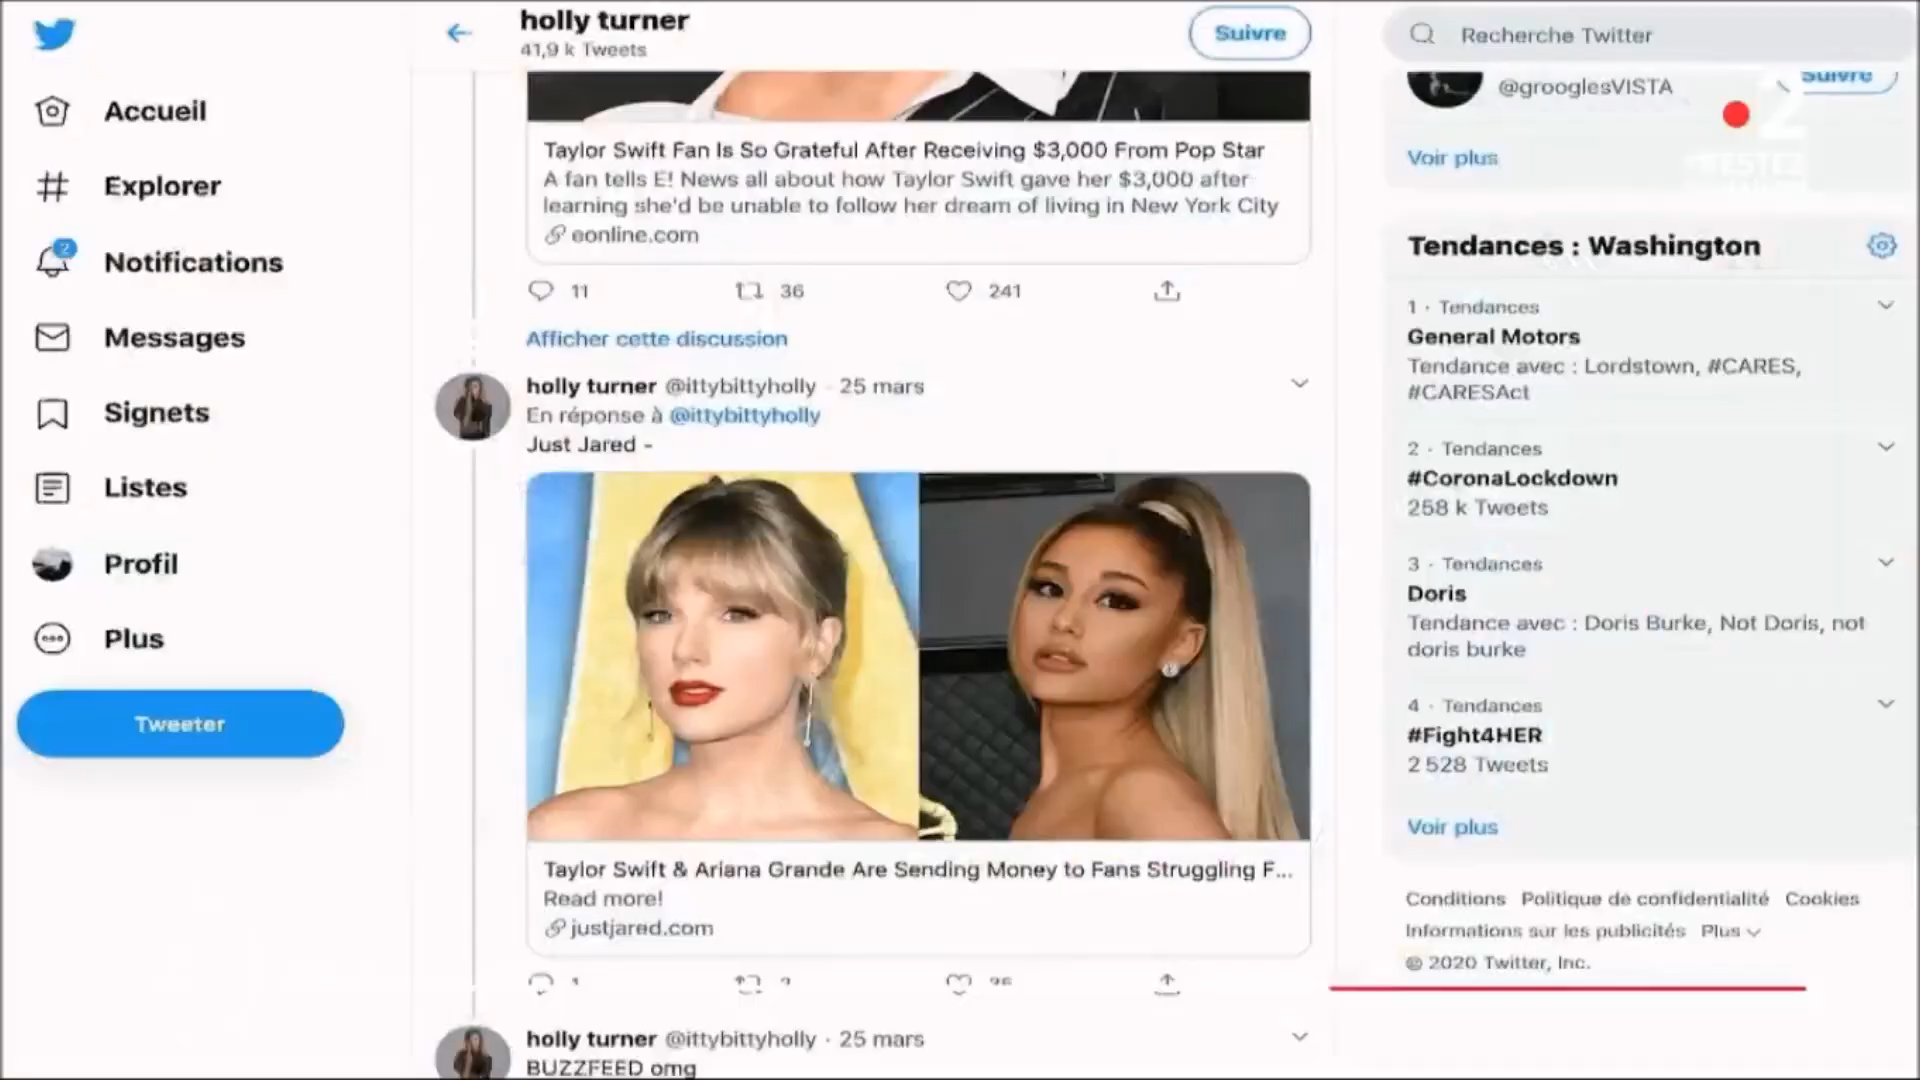 Accueil
Explorer
2
Notifications
Messages
Signets
Listes
Profil
Plus
Tweeter
holly turner
41,9 k Tweets
Suivre
Taylor Swift Fan Is So Grateful After Receiving $3,000 From Pop Star
A fan tells E! News all about how Taylor Swift gave her $3,000 after
learning she'd be unable to follow her dream of living in New York City
eonline.com
11 36 241
Afficher cette discussion
holly turner @ittybittyholly · 25 mars
En réponse à @ittybittyholly
Just Jared -
Taylor Swift & Ariana Grande Are Sending Money to Fans Struggling F...
Read more!
justjared.com
holly turner @ittybittyholly · 25 mars
BUZZFEED omg
Recherche Twitter
@grooglesVISTA
Suivre
2
Voir plus
Tendances : Washington
1 · Tendances
General Motors
Tendance avec : Lordstown, #CARES,
#CARESAct
2 · Tendances
#CoronaLockdown
258 k Tweets
3 · Tendances
Doris
Tendance avec : Doris Burke, Not Doris, not
doris burke
4 · Tendances
#Fight4HER
2 528 Tweets
Voir plus
Conditions Politique de confidentialité Cookies
Informations sur les publicités Plus
© 2020 Twitter, Inc.